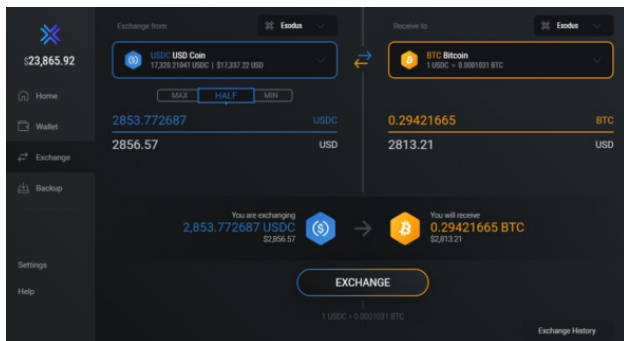 Exchange from
Exodus
Receive to
Exodus
$23,865.92
USDC USD Coin
17,320.21041 USDC | $17,337.22 USD
BTC Bitcoin
1 USDC = 0.0001031 BTC
Home
MAX
HALF
MIN
Wallet
2853.772687
USDC
0.29421665
BTC
2856.57
USD
2813.21
USD
Exchange
Backup
You are exchanging
2,853.772687 USDC
$2,856.57
You will receive
0.29421665 BTC
$2,813.21
Settings
Help
EXCHANGE
1 USDC = 0.0001031 BTC
Exchange History